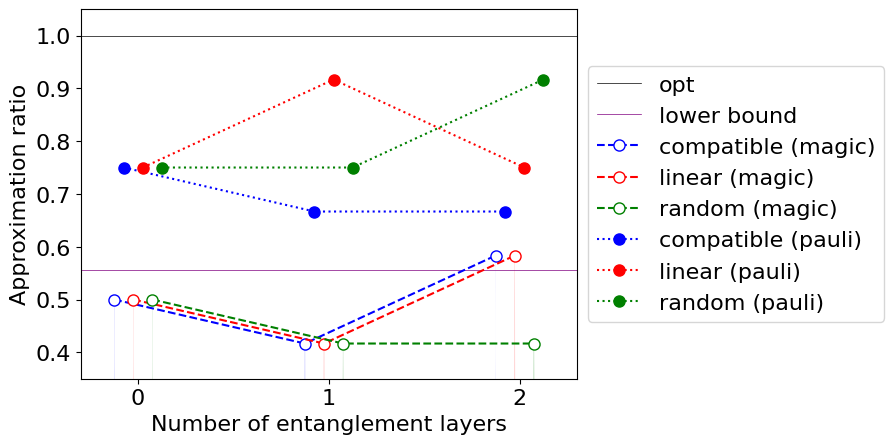 1.0
0.9
0.8
0.7
0.6
0.5
0.4
Approximation ratio
0 1 2
Number of entanglement layers
opt
lower bound
compatible (magic)
linear (magic)
random (magic)
compatible (pauli)
linear (pauli)
random (pauli)